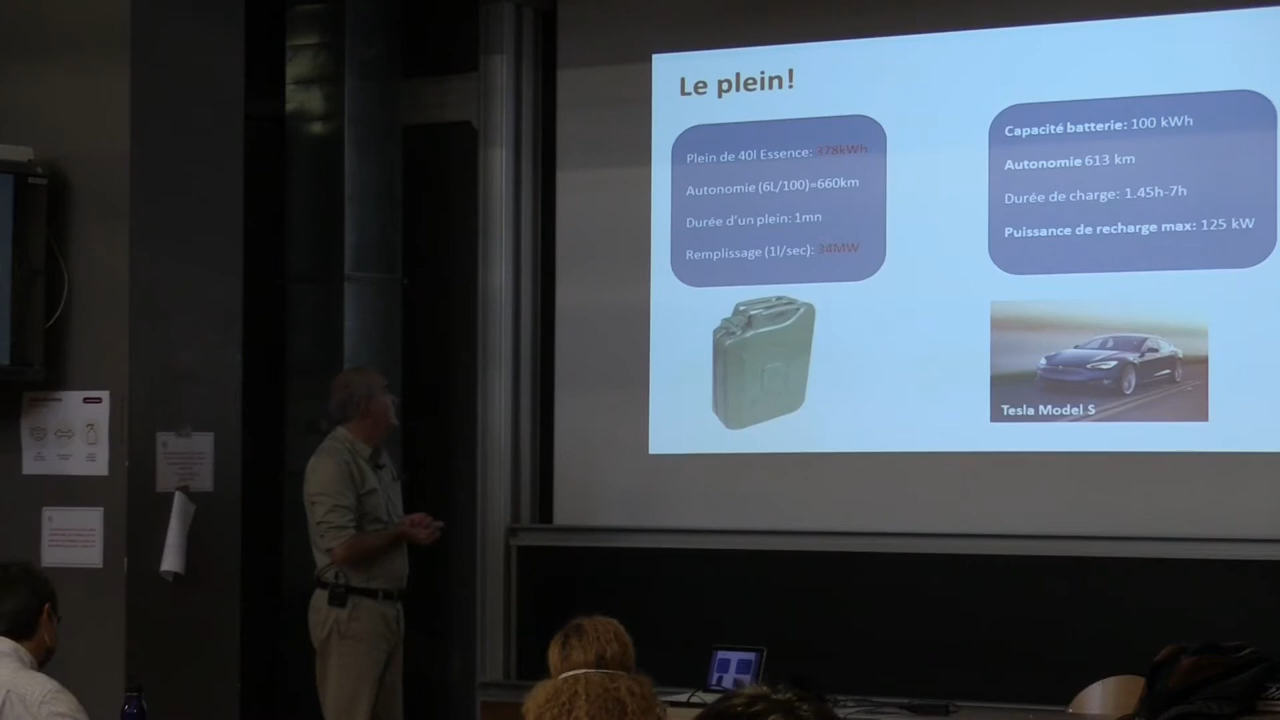 Le plein!
Plein de 40l Essence: 378kWh
Autonomie (6L/100)=660km
Durée d'un plein: 1mn
Remplissage (1l/sec): 34MW
Capacité batterie: 100 kWh
Autonomie 613 km
Durée de charge: 1.45h-7h
Puissance de recharge max: 125 kW
Tesla Model S